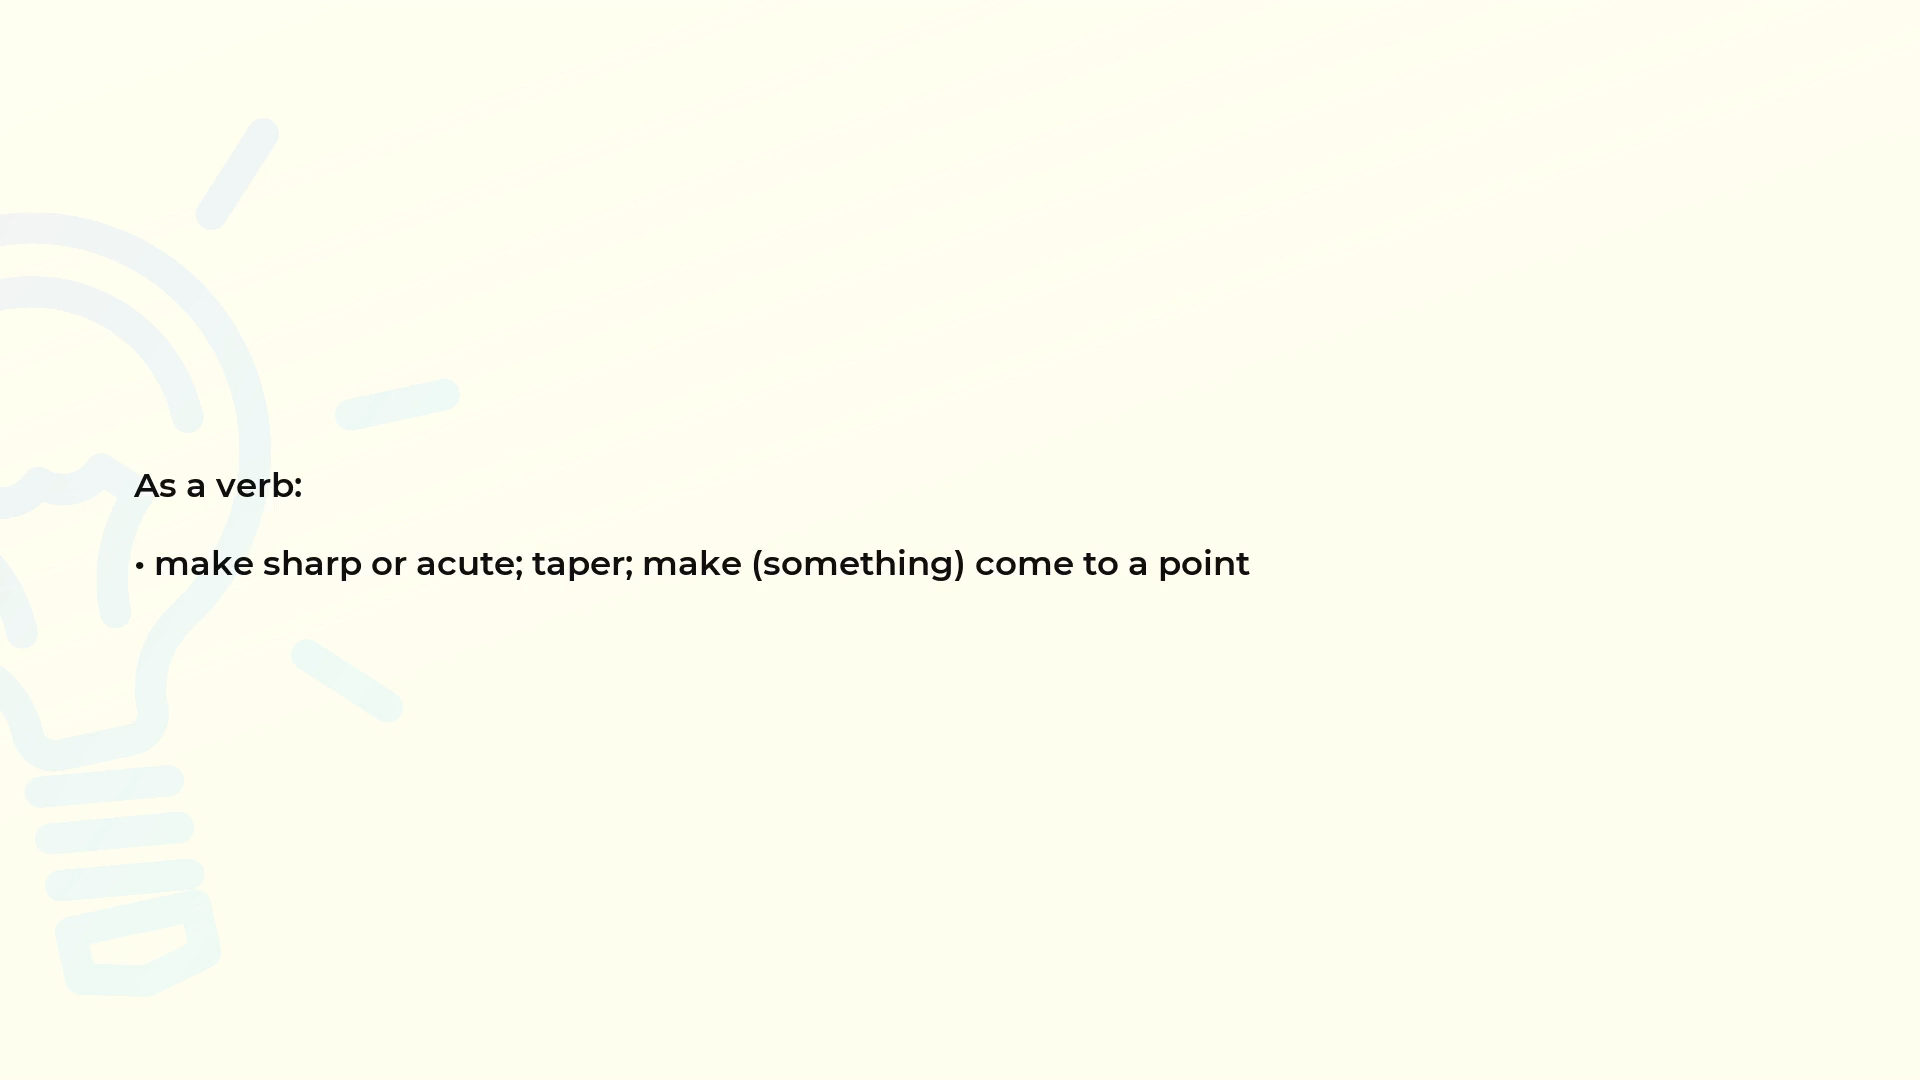 As a verb:
• make sharp or acute; taper; make (something) come to a point